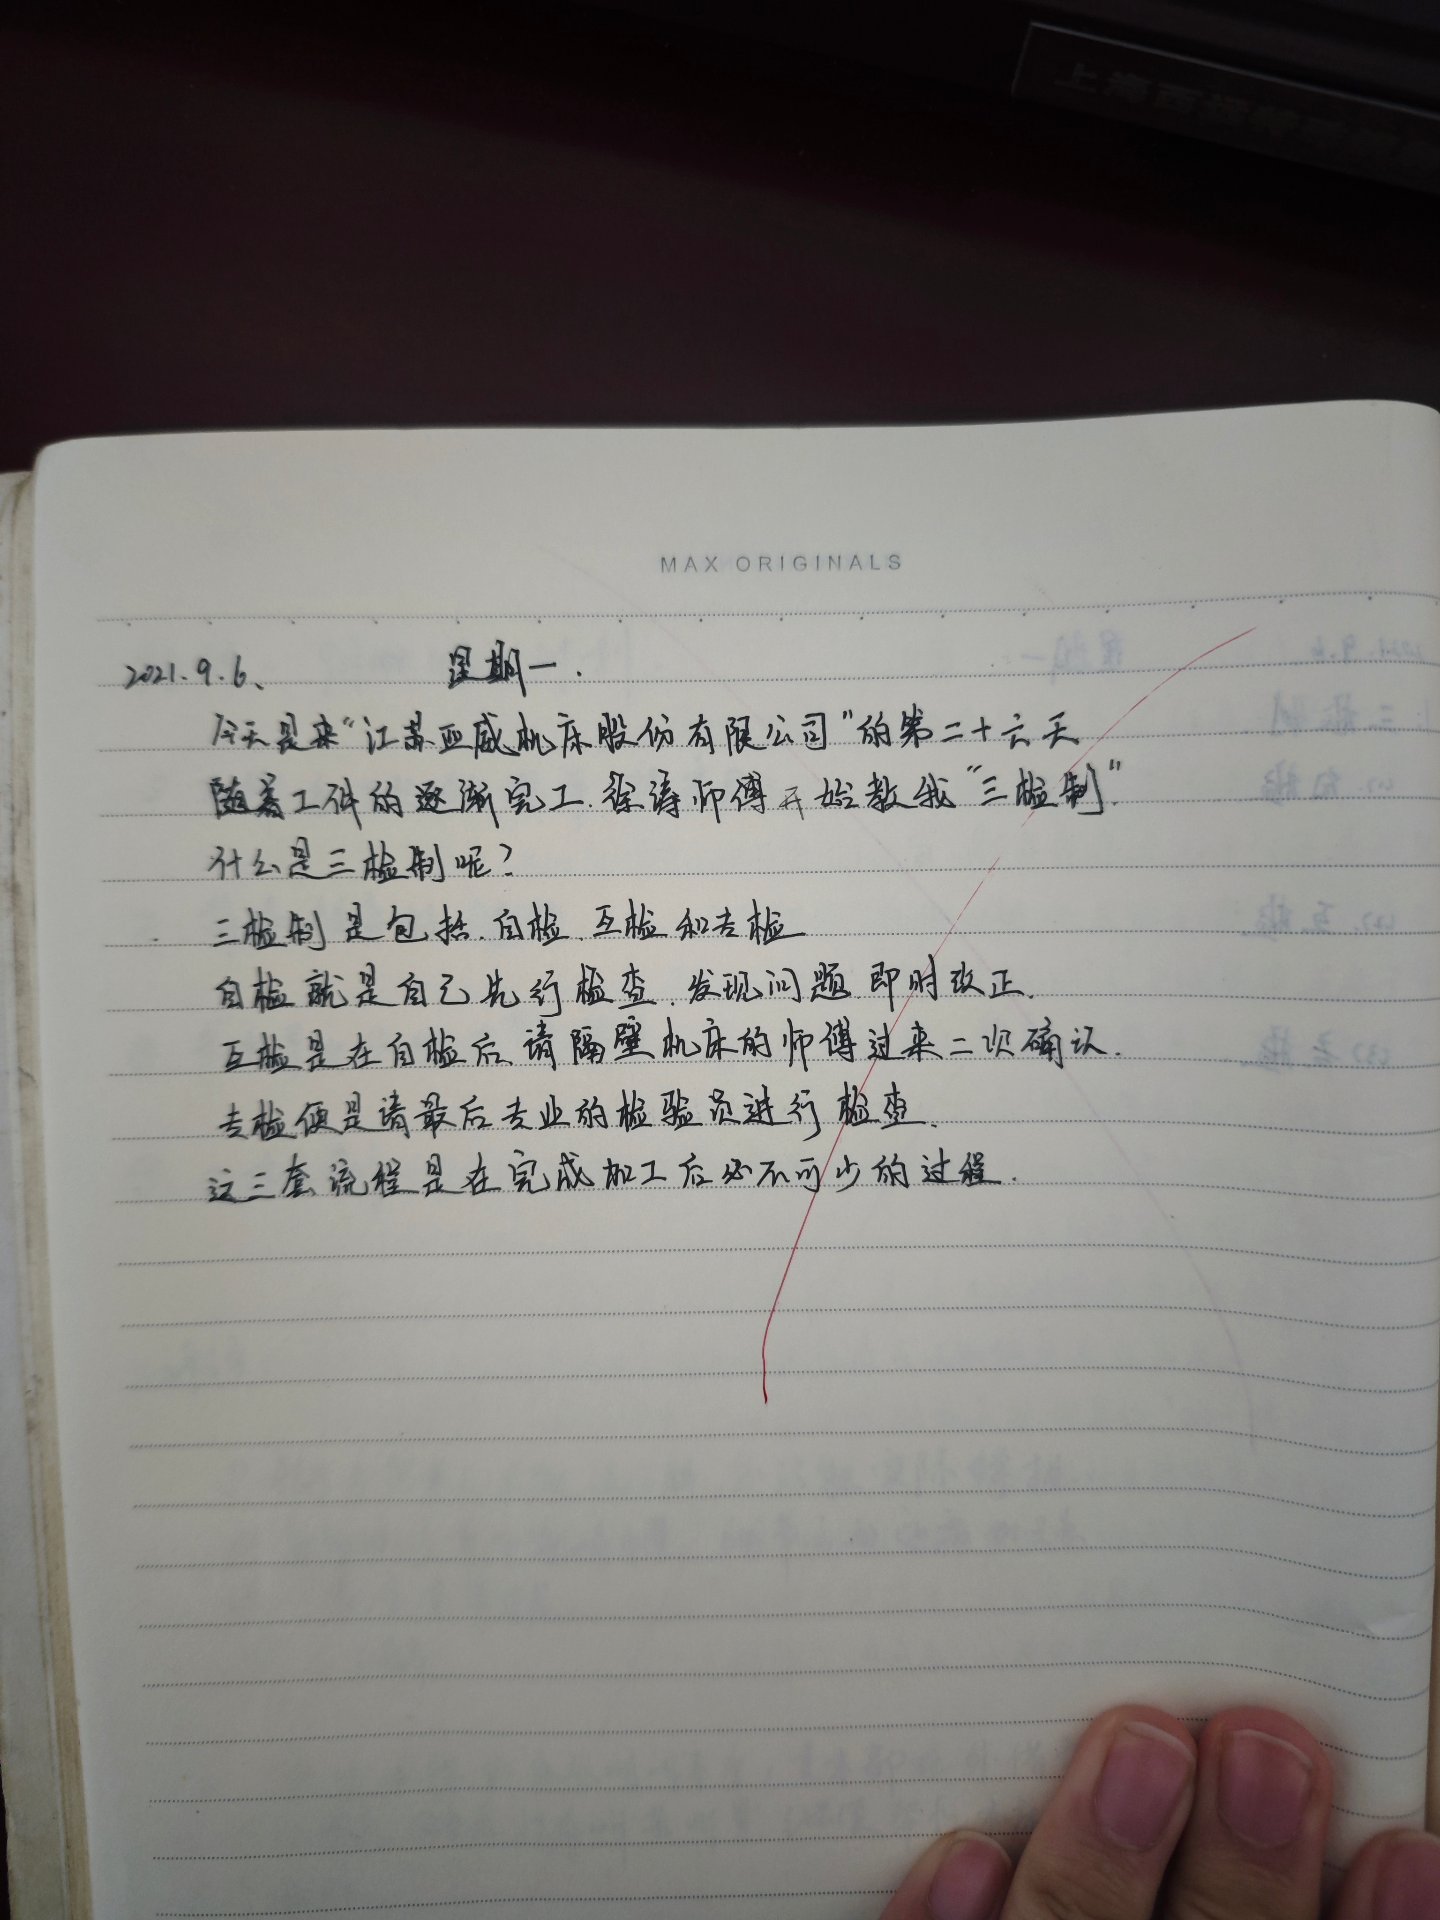 MAX ORIGINALS
2021.9.6、 星期一.
今天是来“江苏亚威机床股份有限公司”的第二十六天
随着工件的逐渐完工.徐涛师傅开始教我“三检制”.
什么是三检制呢?
三检制是包括.自检.互检和专检
自检就是自己先行检查.发现问题.即时改正.
互检是在自检后.请隔壁机床的师傅过来二次确认.
专检便是请最后专业的检验员进行检查.
这三套流程是在完成加工后必不可少的过程.